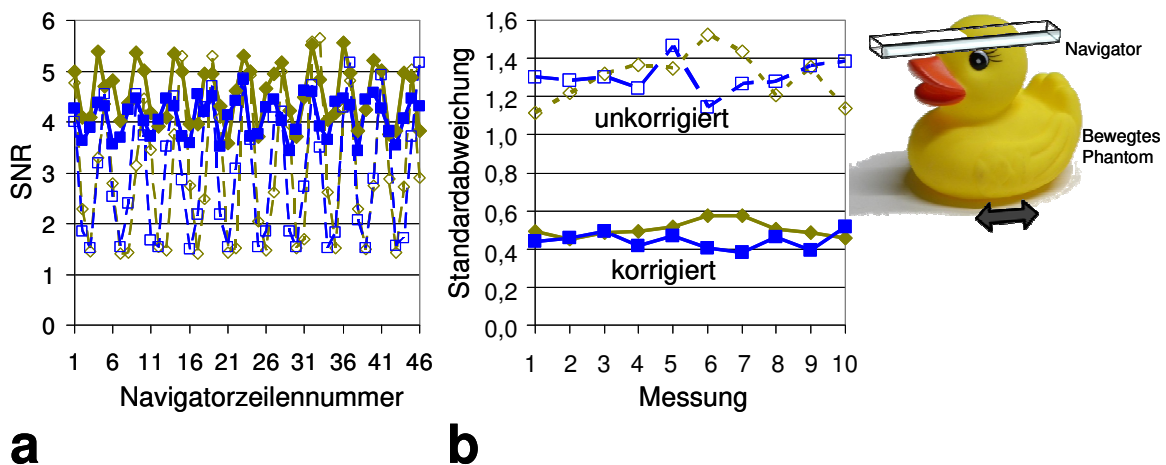 6
5
4
3
2
1
0
SNR
1 6 11 16 21 26 31 36 41 46
Navigatorzeilennummer
a
1,6
1,4
1,2
1,0
0,8
0,6
0,4
0,2
0,0
Standardabweichung
unkorrigiert
korrigiert
1 2 3 4 5 6 7 8 9 10
Messung
b
Navigator
Bewegtes
Phantom